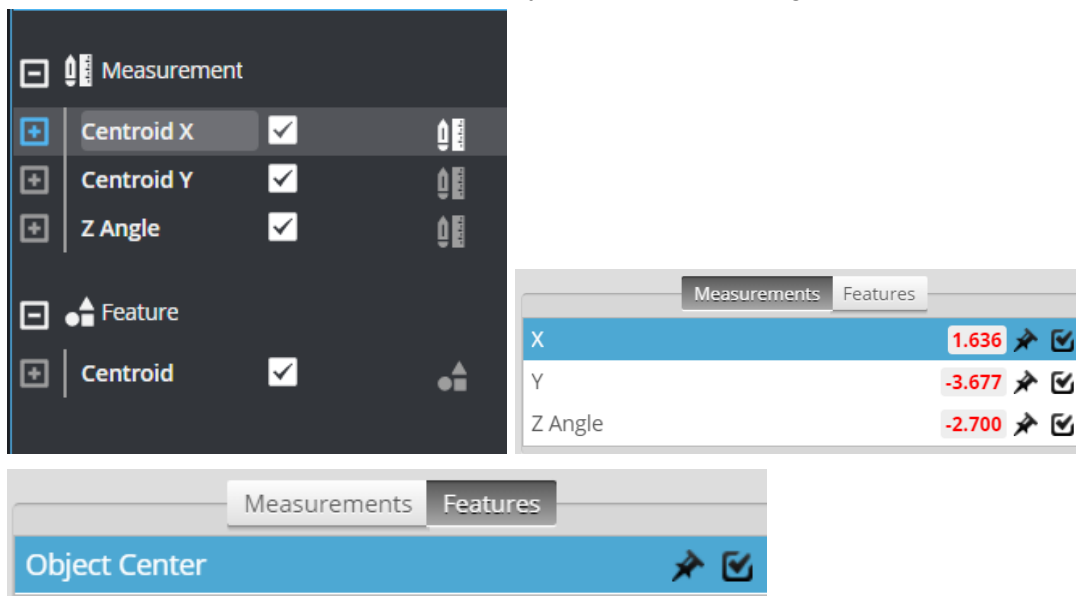 Measurement
Centroid X
Centroid Y
Z Angle
Feature
Centroid
Measurements Features
X 1.636
Y -3.677
Z Angle -2.700
Measurements Features
Object Center